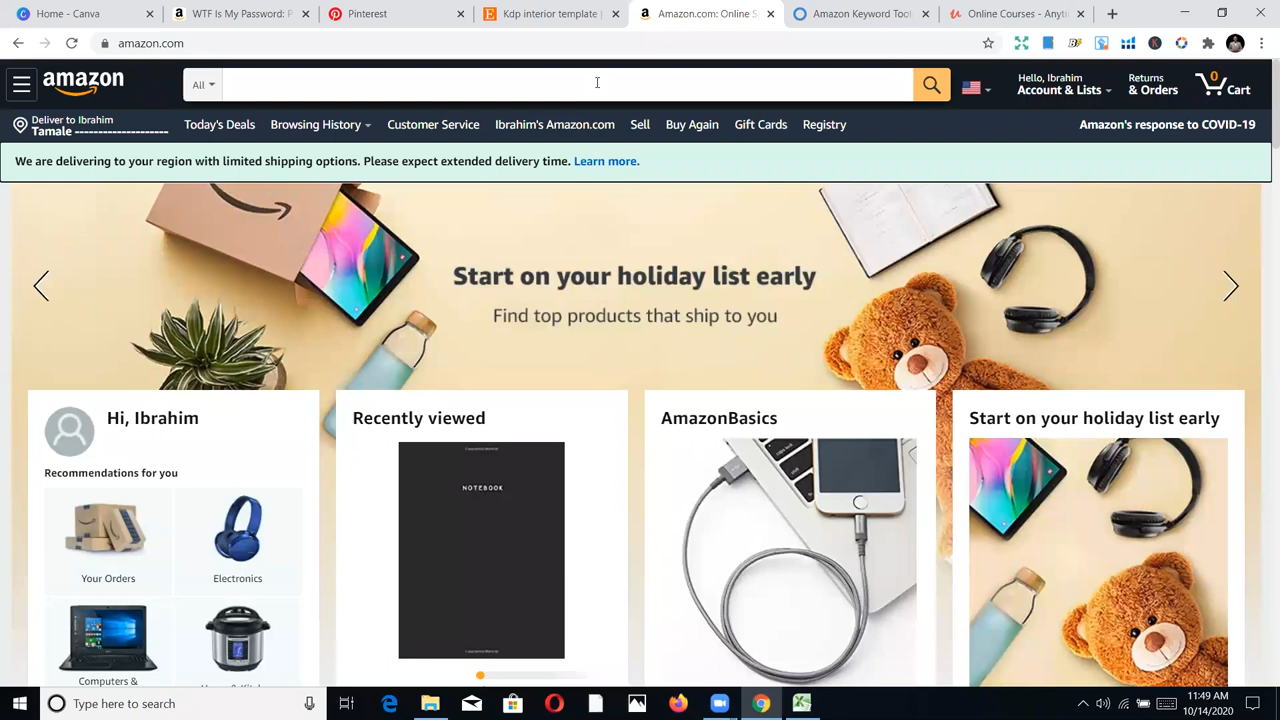 Home - Canva
WTF Is My Password: P
Pinterest
Kdp interior template |
Amazon.com: Online S
Amazon Keyword Tool
Online Courses - Anyti
amazon.com
amazon
All
Hello, Ibrahim
Account & Lists
Returns
& Orders
0
Cart
Deliver to Ibrahim
Tamale
Today's Deals
Browsing History
Customer Service
Ibrahim's Amazon.com
Sell
Buy Again
Gift Cards
Registry
Amazon's response to COVID-19
We are delivering to your region with limited shipping options. Please expect extended delivery time. Learn more.
Start on your holiday list early
Find top products that ship to you
Hi, Ibrahim
Recommendations for you
Your Orders
Electronics
Computers &
Recently viewed
NOTEBOOK
AmazonBasics
Start on your holiday list early
Type here to search
11:49 AM
10/14/2020